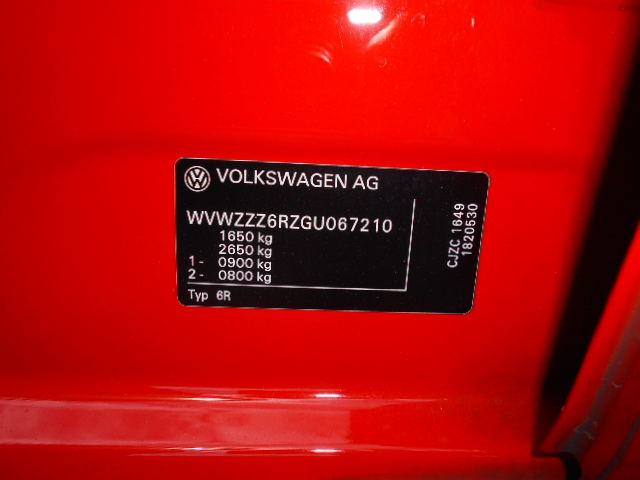 VOLKSWAGEN AG
WVWZZZ6RZGU067210
1650 kg
2650 kg
1 - 0900 kg
2 - 0800 kg
Typ 6R
CJZC 1649
1820530